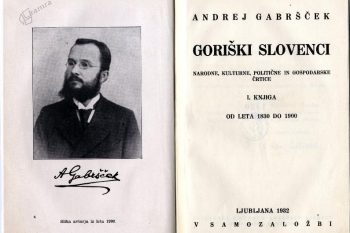 kamra
A Gabršček
Slika avtorja iz leta 1900.
ANDREJ GABRŠČEK
GORIŠKI SLOVENCI
NARODNE, KULTURNE, POLITIČNE IN GOSPODARSKE
ČRTICE
I. KNJIGA
OD LETA 1830 DO 1900
LJUBLJANA 1932
V SAMOZALOŽBI